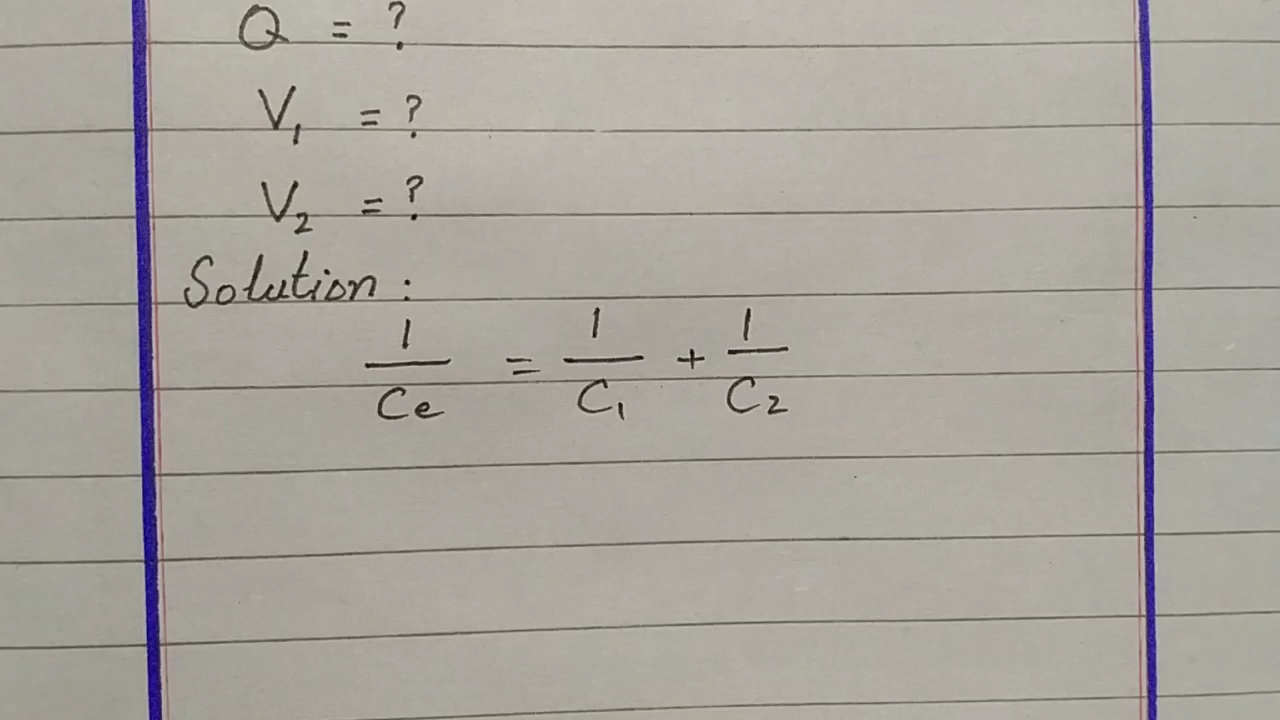 Q = ?
V₁ = ?
V₂ = ?
Solution :
1/Ce = 1/C₁ + 1/C₂